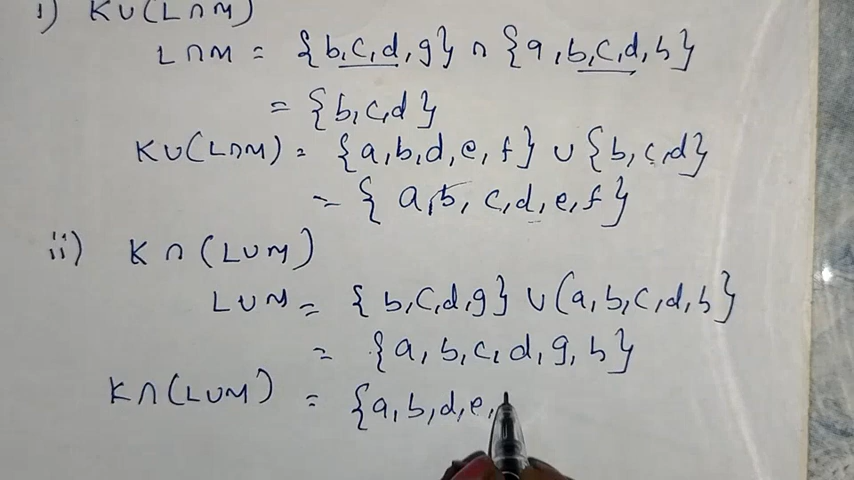 i) K∪(L∩M)
L∩M = {b,c,d,g} ∩ {a,b,c,d,h}
= {b,c,d}
K∪(L∩M) = {a,b,d,e,f} ∪ {b,c,d}
= {a,b,c,d,e,f}
ii) K ∩ (L∪M)
L∪M = {b,c,d,g} ∪ (a,b,c,d,h}
= {a,b,c,d,g,h}
K∩(L∪M) = {a,b,d,e,